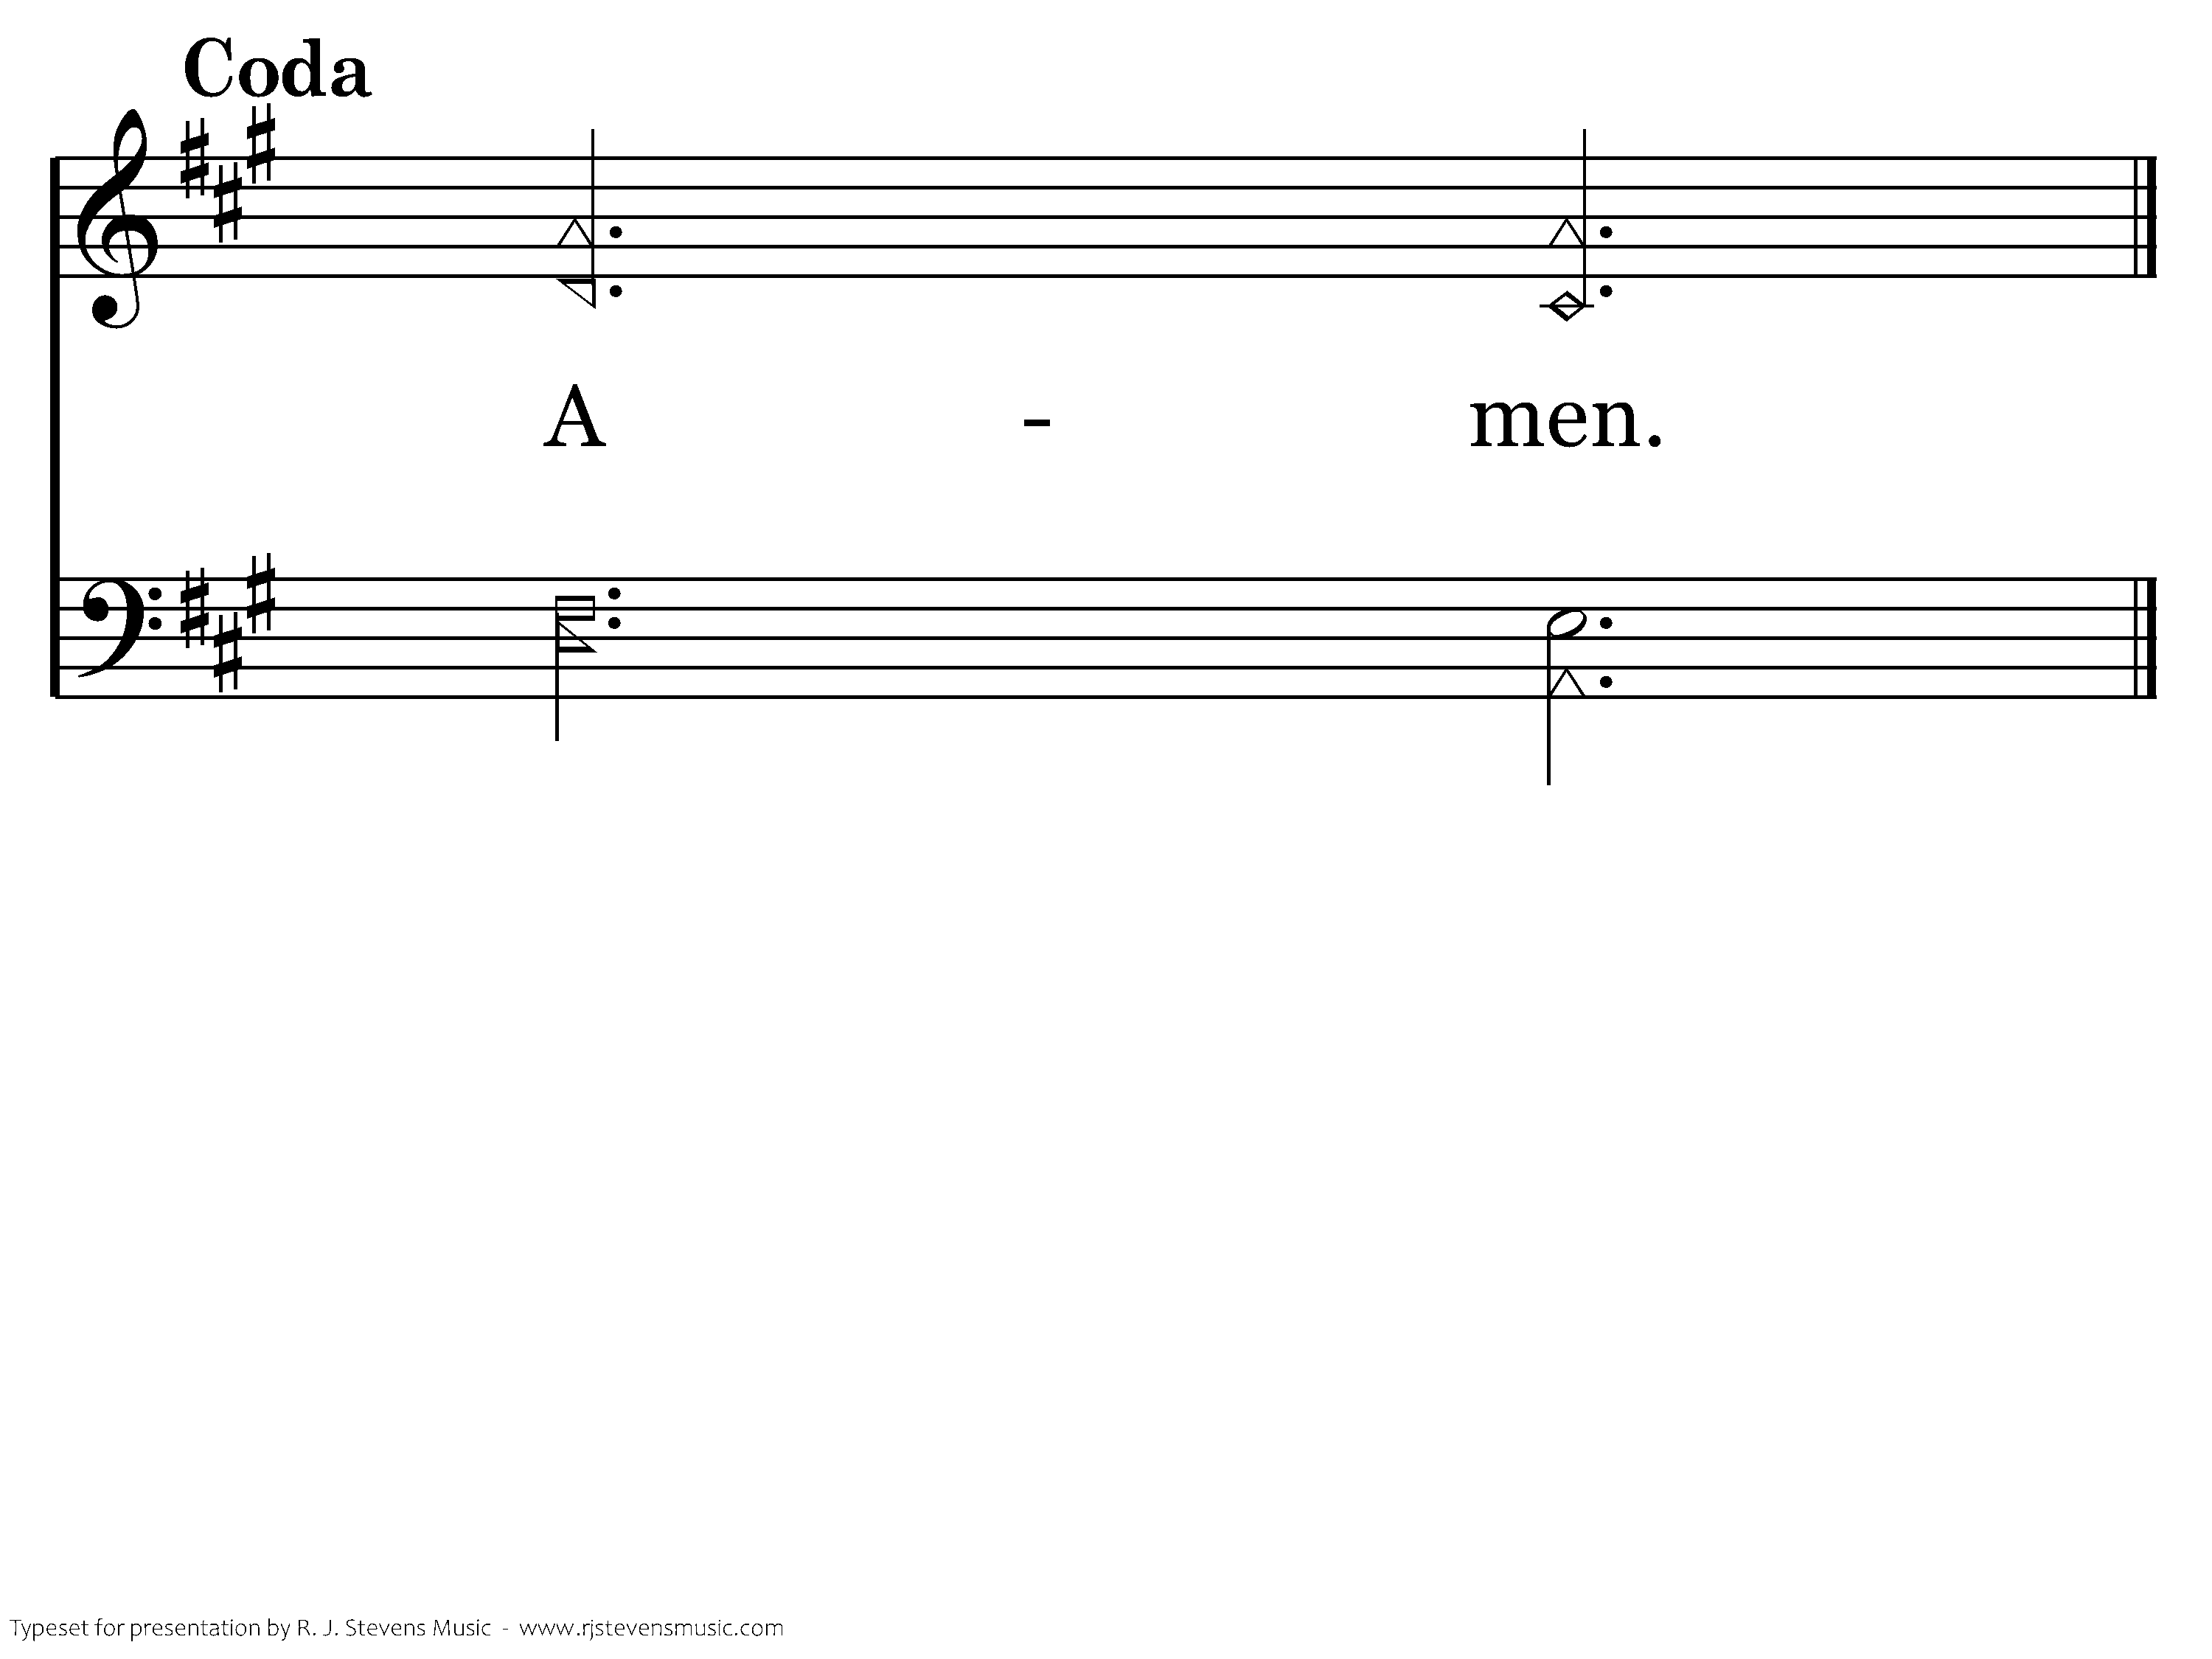 Coda
A - men.
Typeset for presentation by R. J. Stevens Music - www.rjstevensmusic.com